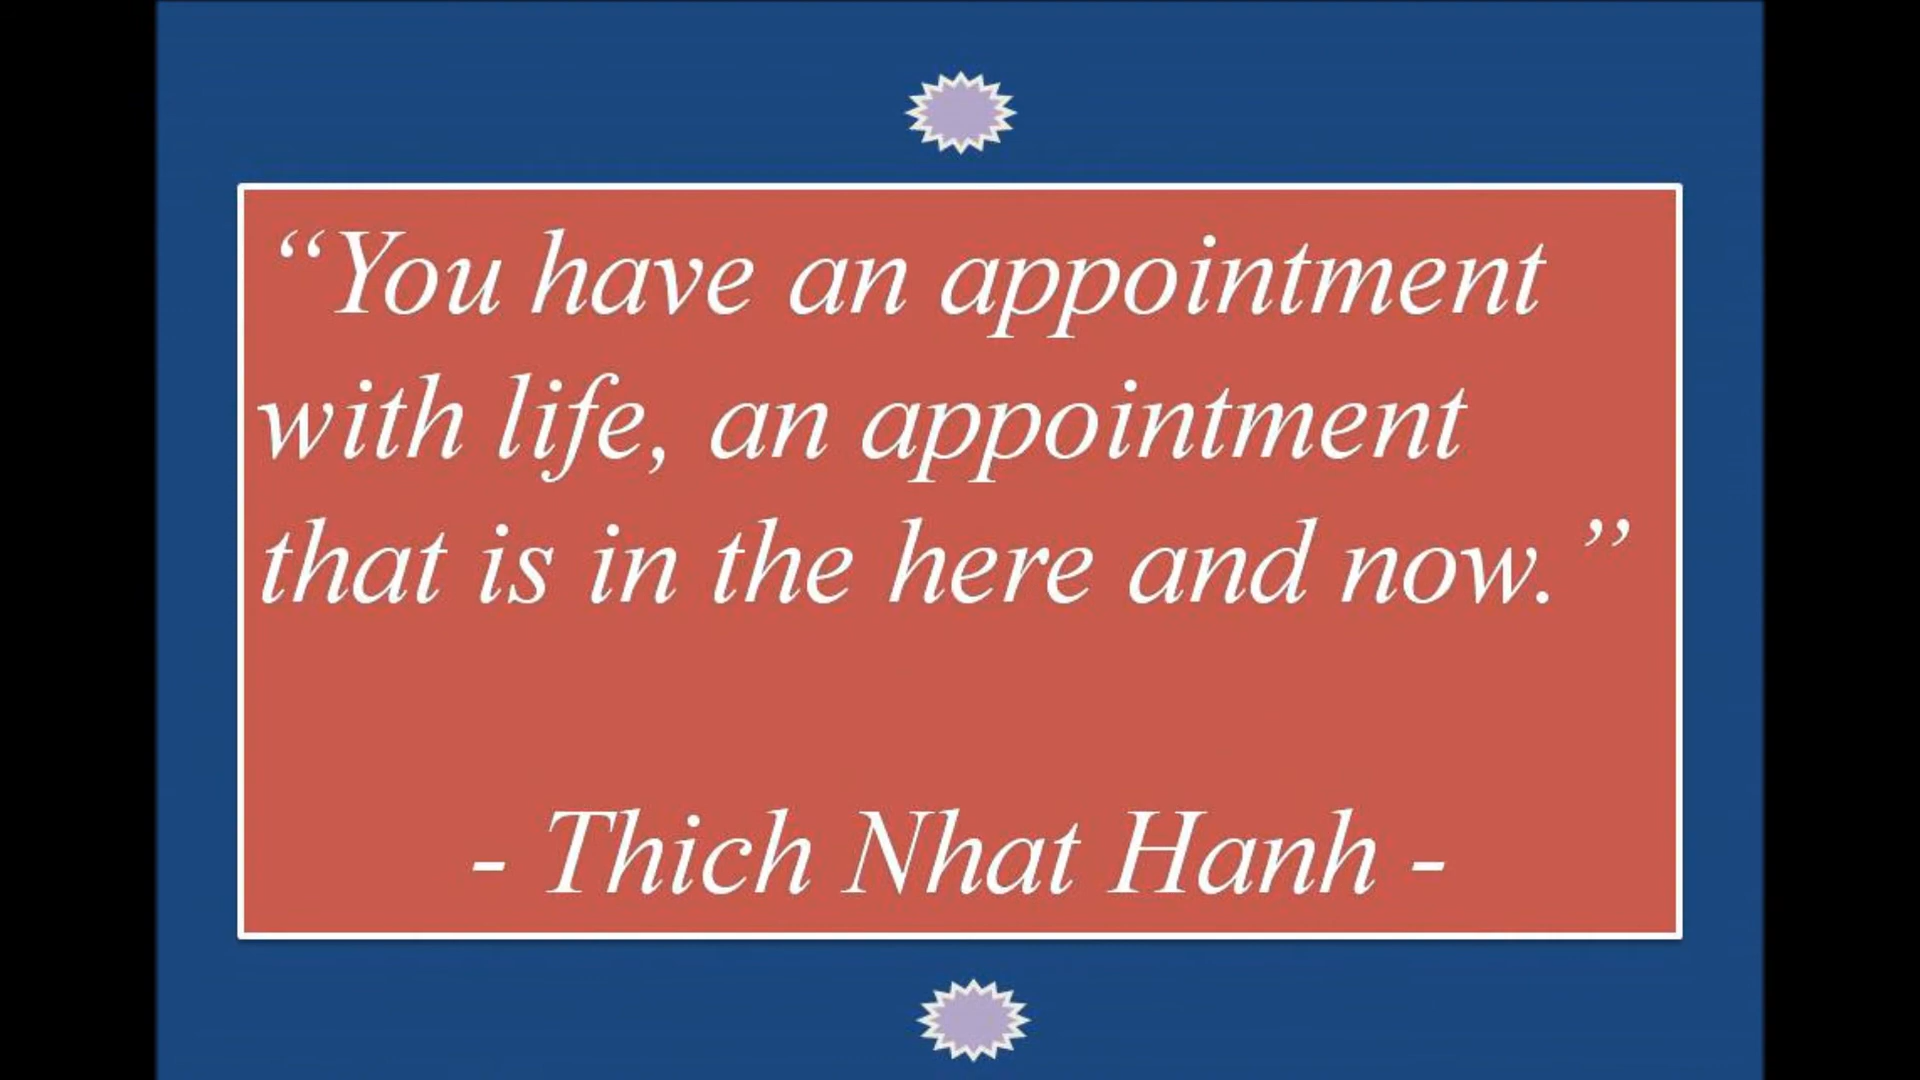 “You have an appointment
with life, an appointment
that is in the here and now.”
- Thich Nhat Hanh -